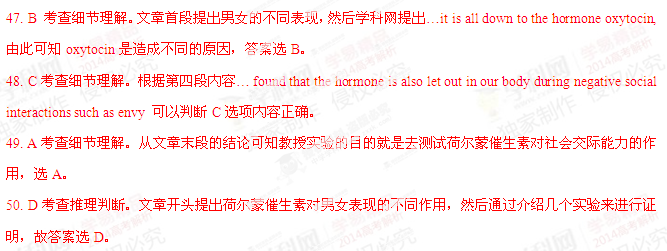 47. B 考查细节理解。文章首段提出男女的不同表现，然后学科网提出…it is all down to the hormone oxytocin,
由此可知 oxytocin 是造成不同的原因，答案选 B。
48. C 考查细节理解。根据第四段内容… found that the hormone is also let out in our body during negative social
interactions such as envy 可以判断 C 选项内容正确。
49. A 考查细节理解。从文章末段的结论可知教授实验的目的就是去测试荷尔蒙催生素对社会交际能力的作
用，选 A。
50. D 考查推理判断。文章开头提出荷尔蒙催生素对男女表现的不同作用，然后通过介绍几个实验来进行证
明，故答案选 D。